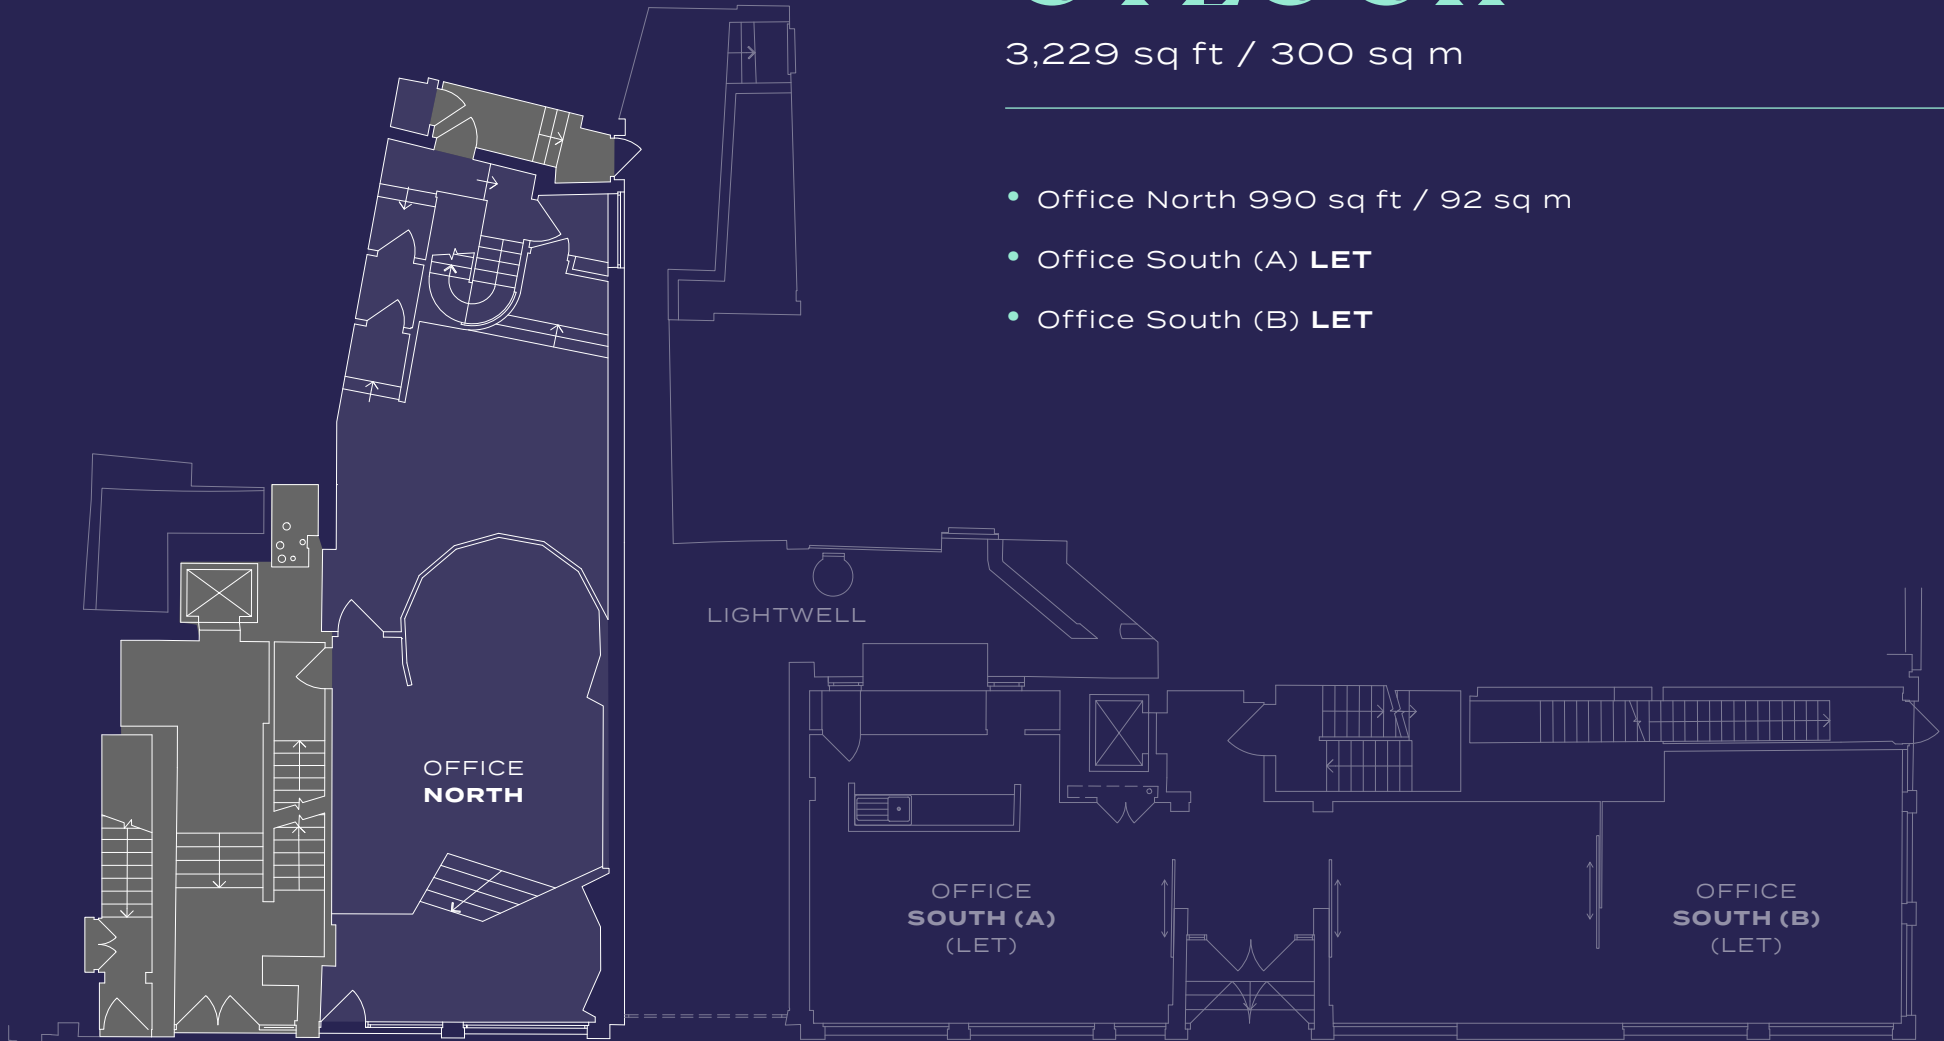 3,229 sq ft / 300 sq m
• Office North 990 sq ft / 92 sq m
• Office South (A) LET
• Office South (B) LET
LIGHTWELL
OFFICE
NORTH
OFFICE
SOUTH (A)
(LET)
OFFICE
SOUTH (B)
(LET)